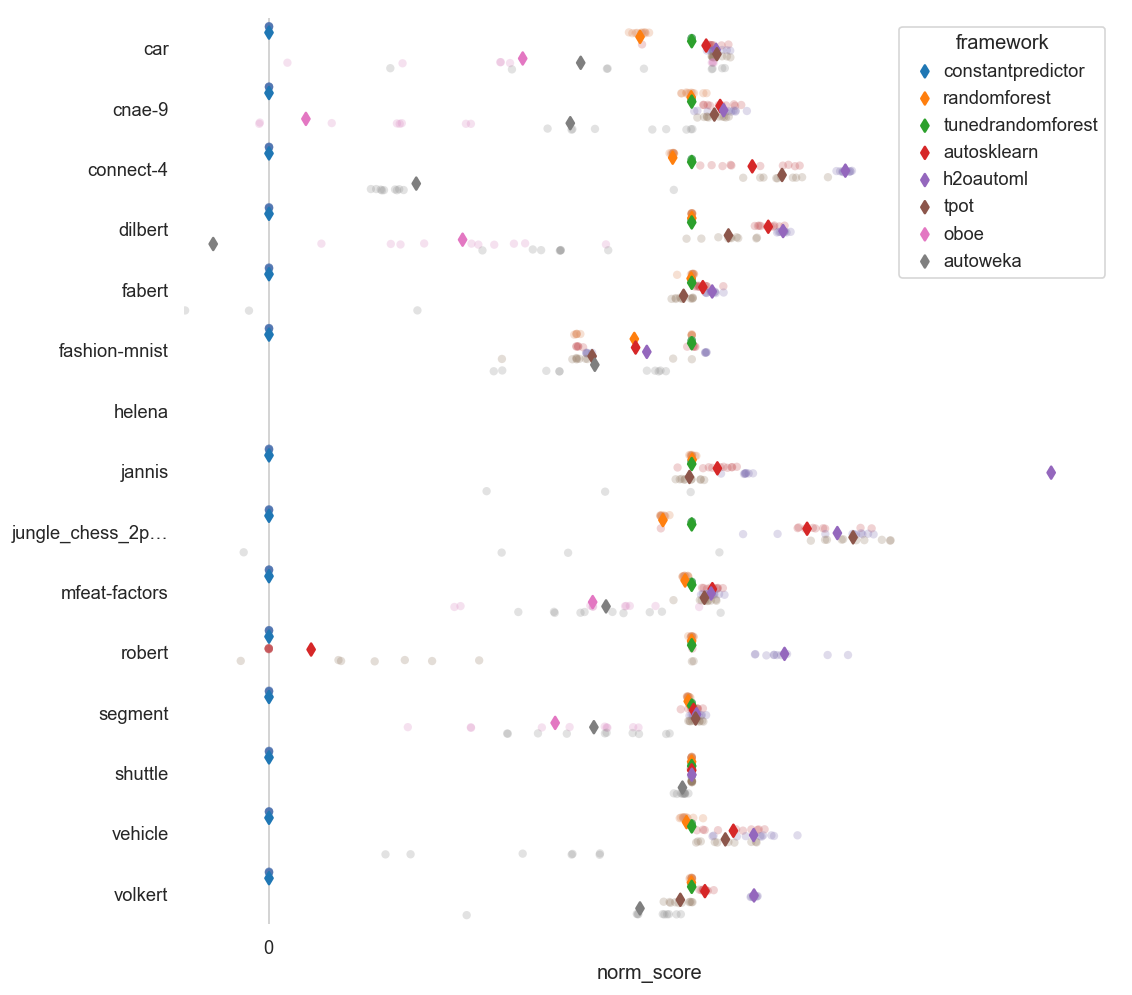 car
cnae-9
connect-4
dilbert
fabert
fashion-mnist
helena
jannis
jungle_chess_2p…
mfeat-factors
robert
segment
shuttle
vehicle
volkert
0
norm_score
framework
constantpredictor
randomforest
tunedrandomforest
autosklearn
h2oautoml
tpot
oboe
autoweka